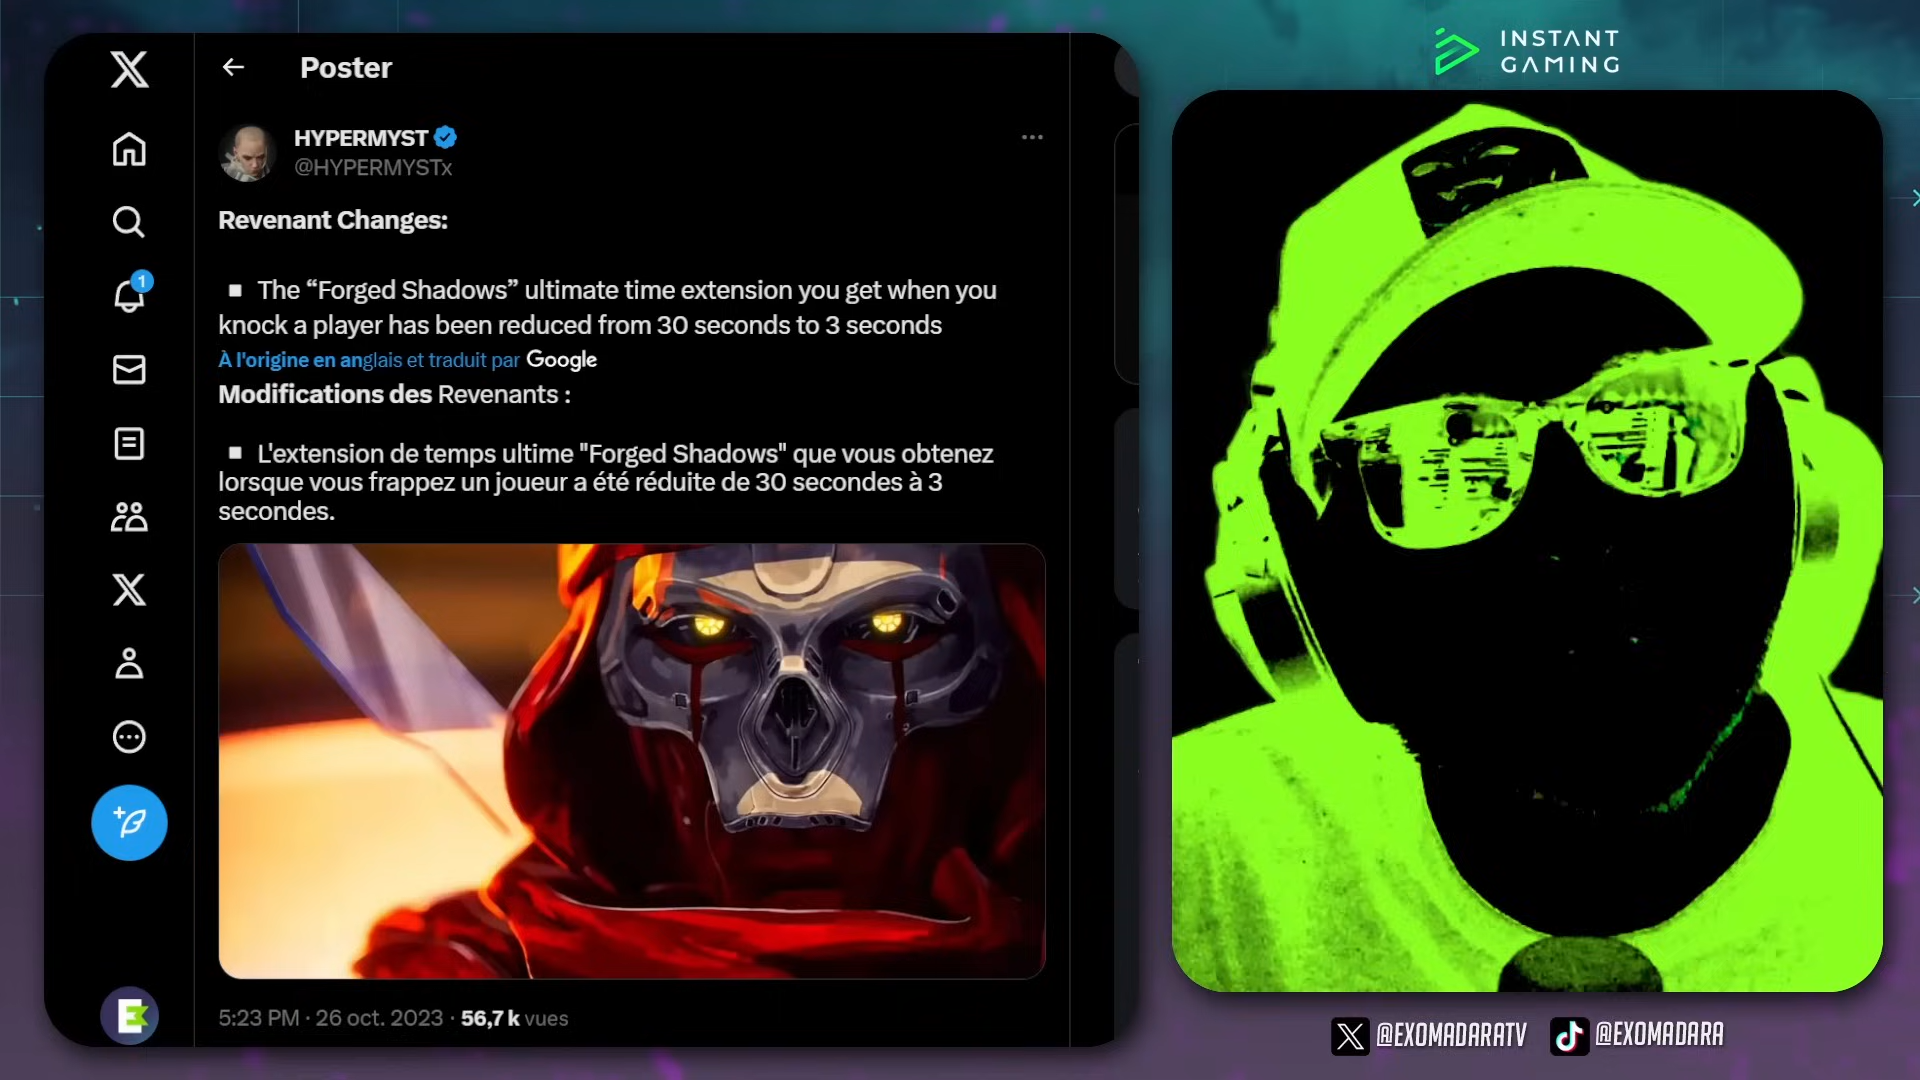 Poster
HYPERMYST
@HYPERMYSTx
Revenant Changes:
▪ The “Forged Shadows” ultimate time extension you get when you
knock a player has been reduced from 30 seconds to 3 seconds
À l'origine en anglais et traduit par Google
Modifications des Revenants :
▪ L'extension de temps ultime "Forged Shadows" que vous obtenez
lorsque vous frappez un joueur a été réduite de 30 secondes à 3
secondes.
5:23 PM · 26 oct. 2023 · 56,7 k vues
1
INSTANT
GAMING
@EXOMADARATV
@EXOMADARA